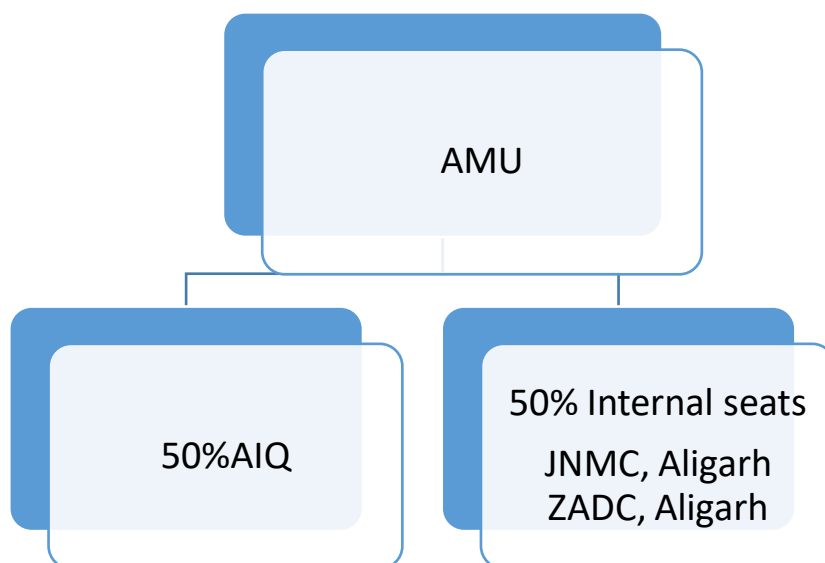 AMU
50%AIQ
50% Internal seats
JNMC, Aligarh
ZADC, Aligarh